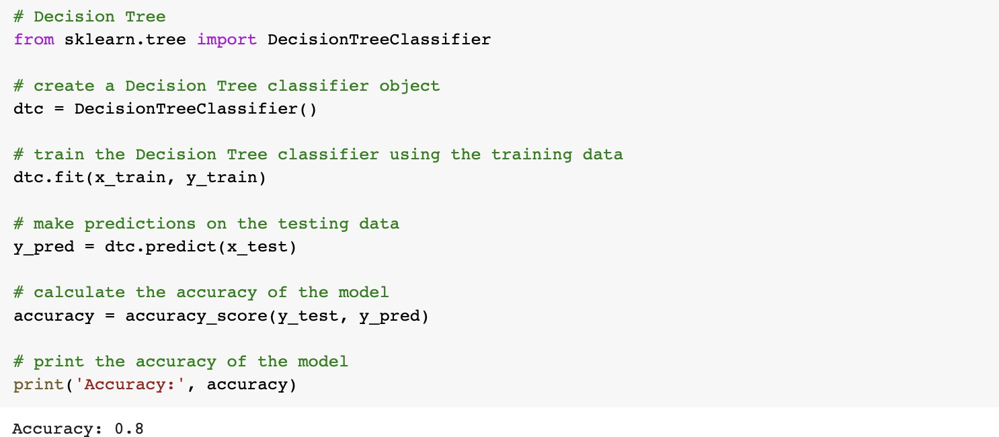 # Decision Tree
from sklearn.tree import DecisionTreeClassifier
# create a Decision Tree classifier object
dtc = DecisionTreeClassifier()
# train the Decision Tree classifier using the training data
dtc.fit(x_train, y_train)
# make predictions on the testing data
y_pred = dtc.predict(x_test)
# calculate the accuracy of the model
accuracy = accuracy_score(y_test, y_pred)
# print the accuracy of the model
print('Accuracy:', accuracy)
Accuracy: 0.8